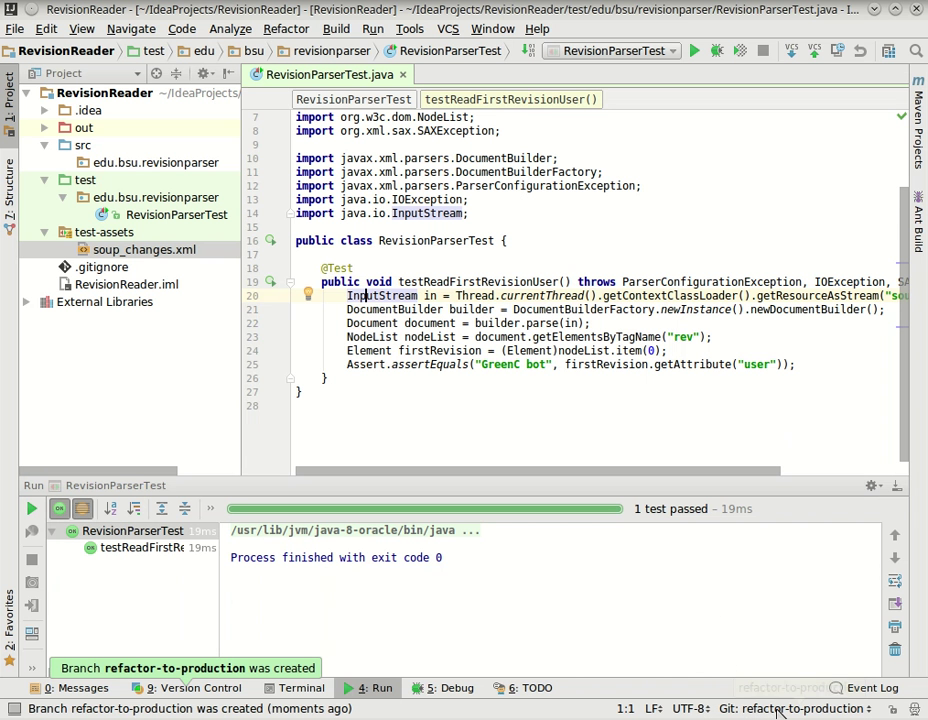 RevisionReader - [~/IdeaProjects/RevisionReader] - [RevisionReader] - ~/IdeaProjects/RevisionReader/test/edu/bsu/revisionparser/RevisionParserTest.java - I...
File Edit View Navigate Code Analyze Refactor Build Run Tools VCS Window Help
RevisionReader test edu bsu revisionparser RevisionParserTest RevisionParserTest VCS VCS
1: Project
7: Structure
2: Favorites
Project
RevisionReader ~/IdeaProjects/
.idea
out
src
edu.bsu.revisionparser
test
edu.bsu.revisionparser
RevisionParserTest
test-assets
soup_changes.xml
.gitignore
RevisionReader.iml
External Libraries
RevisionParserTest.java
RevisionParserTest testReadFirstRevisionUser()
7 import org.w3c.dom.NodeList;
8 import org.xml.sax.SAXException;
9
10 import javax.xml.parsers.DocumentBuilder;
11 import javax.xml.parsers.DocumentBuilderFactory;
12 import javax.xml.parsers.ParserConfigurationException;
13 import java.io.IOException;
14 import java.io.InputStream;
15
16 public class RevisionParserTest {
17
18 @Test
19 public void testReadFirstRevisionUser() throws ParserConfigurationException, IOException, SA
20 InputStream in = Thread.currentThread().getContextClassLoader().getResourceAsStream("sou
21 DocumentBuilder builder = DocumentBuilderFactory.newInstance().newDocumentBuilder();
22 Document document = builder.parse(in);
23 NodeList nodeList = document.getElementsByTagName("rev");
24 Element firstRevision = (Element)nodeList.item(0);
25 Assert.assertEquals("GreenC bot", firstRevision.getAttribute("user"));
26 }
27 }
28
Maven Projects
Ant Build
Run RevisionParserTest
1 test passed – 19ms
RevisionParserTest 19ms
testReadFirstRe 19ms
/usr/lib/jvm/java-8-oracle/bin/java ...
Process finished with exit code 0
Branch refactor-to-production was created
0: Messages 9: Version Control Terminal 4: Run 5: Debug 6: TODO refactor-to-produc Event Log
Branch refactor-to-production was created (moments ago) 1:1 LF UTF-8 Git: refactor-to-production